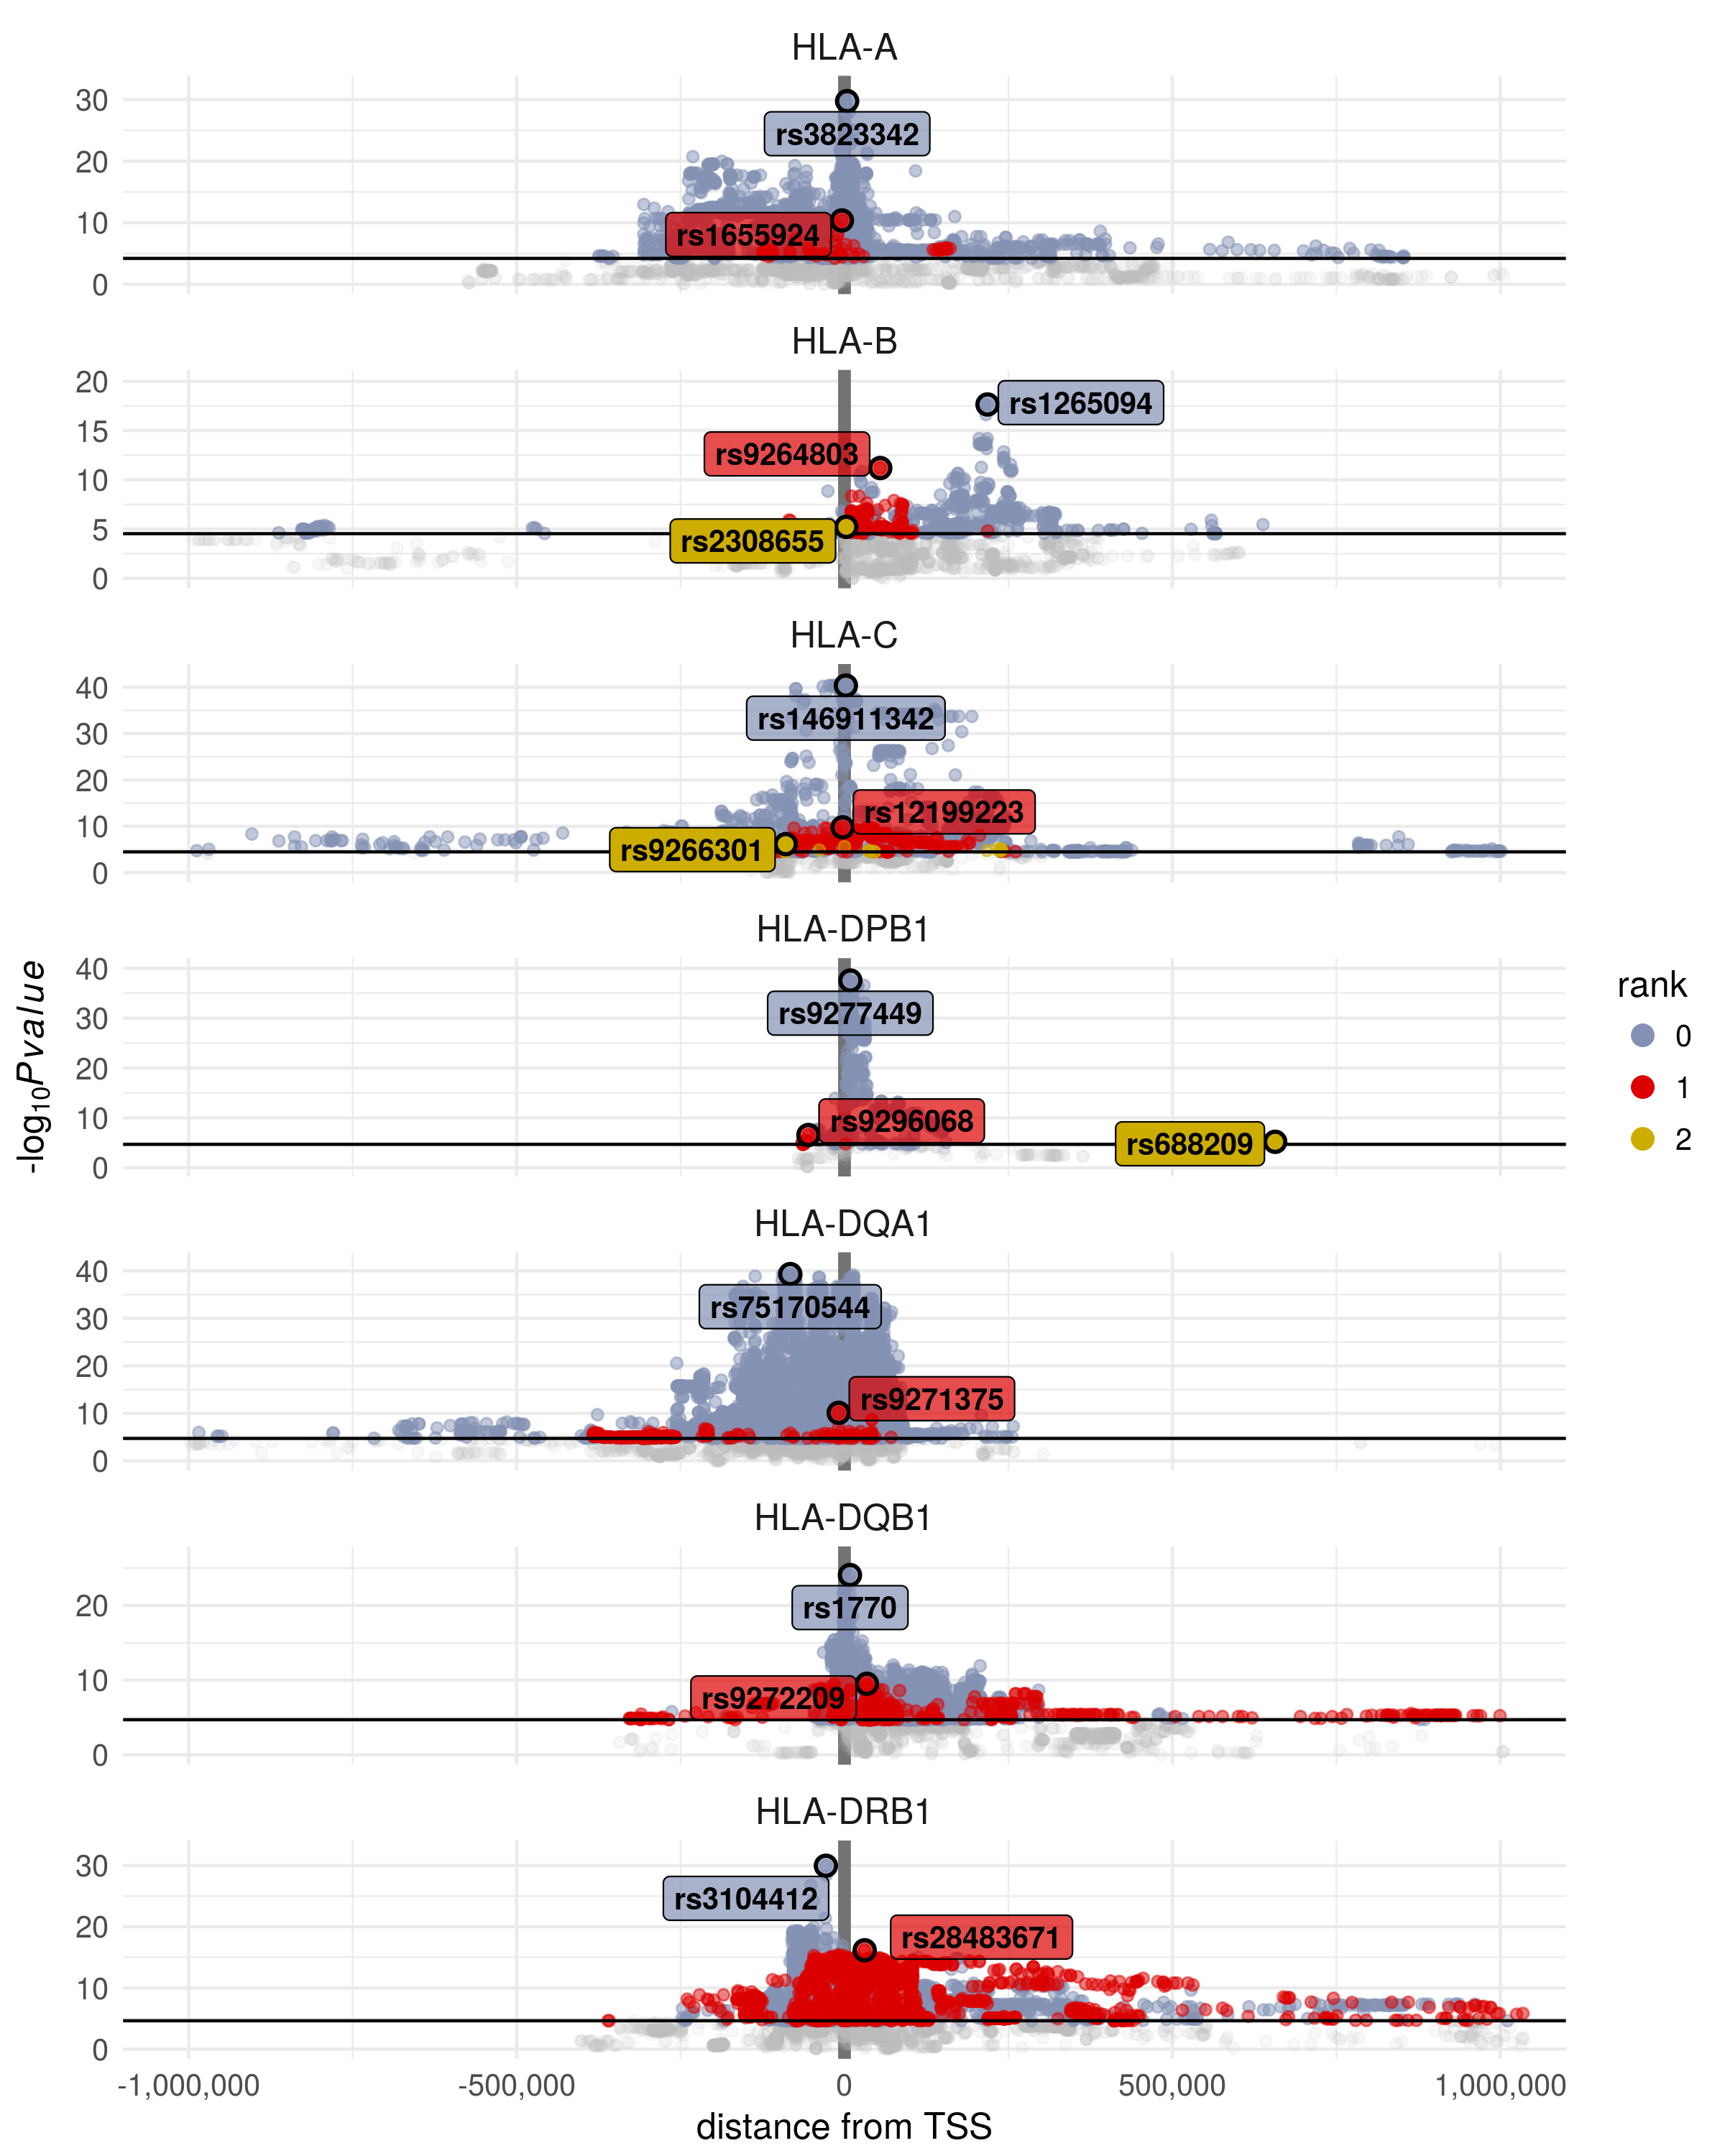 HLA-A
30
20
10
0
rs3823342
rs1655924
HLA-B
20
15
10
5
0
rs1265094
rs9264803
rs2308655
HLA-C
40
30
20
10
0
rs146911342
rs12199223
rs9266301
HLA-DPB1
40
30
20
10
0
rs9277449
rs9296068
rs688209
HLA-DQA1
40
30
20
10
0
rs75170544
rs9271375
HLA-DQB1
20
10
0
rs1770
rs9272209
HLA-DRB1
30
20
10
0
rs3104412
rs28483671
-1,000,000
-500,000
0
500,000
1,000,000
distance from TSS
-log10Pvalue
rank
0
1
2